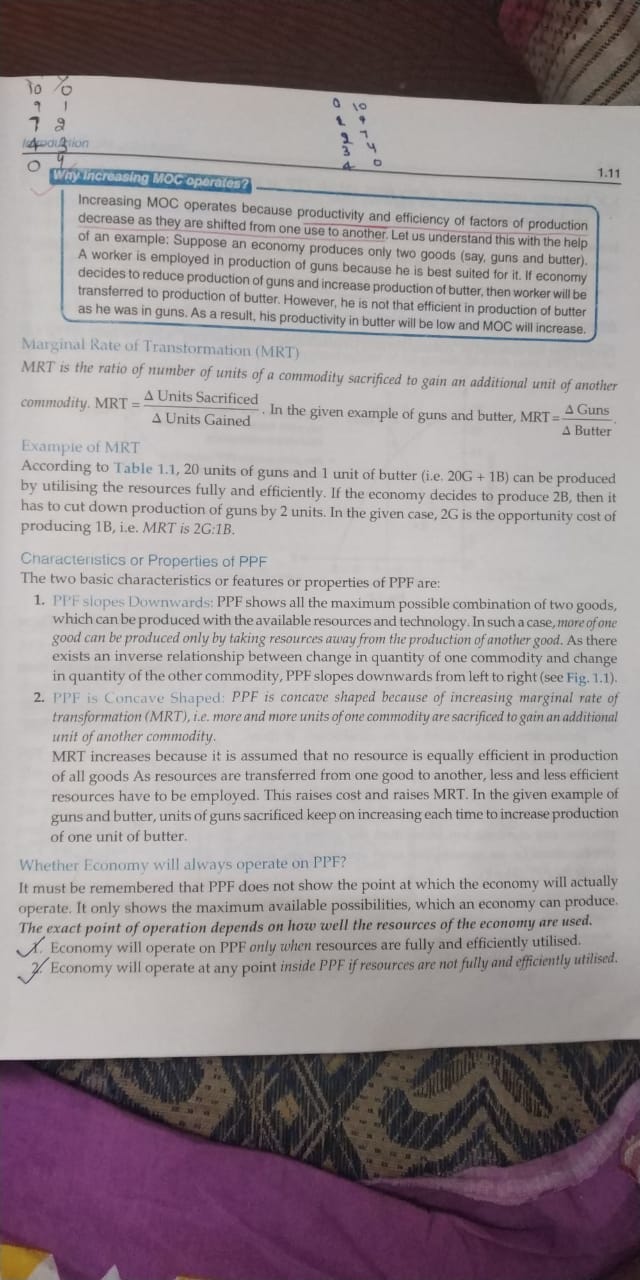 10 10
9 1
7 2
4 3
0 4
0 10
1 9
2 7
3 4
4 0
Introduction
1.11
Why Increasing MOC operates?
Increasing MOC operates because productivity and efficiency of factors of production
decrease as they are shifted from one use to another. Let us understand this with the help
of an example: Suppose an economy produces only two goods (say, guns and butter).
A worker is employed in production of guns because he is best suited for it. If economy
decides to reduce production of guns and increase production of butter, then worker will be
transferred to production of butter. However, he is not that efficient in production of butter
as he was in guns. As a result, his productivity in butter will be low and MOC will increase.
Marginal Rate of Transformation (MRT)
MRT is the ratio of number of units of a commodity sacrificed to gain an additional unit of another
commodity. MRT = Δ Units Sacrificed / Δ Units Gained . In the given example of guns and butter, MRT = Δ Guns / Δ Butter .
Example of MRT
According to Table 1.1, 20 units of guns and 1 unit of butter (i.e. 20G + 1B) can be produced
by utilising the resources fully and efficiently. If the economy decides to produce 2B, then it
has to cut down production of guns by 2 units. In the given case, 2G is the opportunity cost of
producing 1B, i.e. MRT is 2G:1B.
Characteristics or Properties of PPF
The two basic characteristics or features or properties of PPF are:
1. PPF slopes Downwards: PPF shows all the maximum possible combination of two goods,
which can be produced with the available resources and technology. In such a case, more of one
good can be produced only by taking resources away from the production of another good. As there
exists an inverse relationship between change in quantity of one commodity and change
in quantity of the other commodity, PPF slopes downwards from left to right (see Fig. 1.1).
2. PPF is Concave Shaped: PPF is concave shaped because of increasing marginal rate of
transformation (MRT), i.e. more and more units of one commodity are sacrificed to gain an additional
unit of another commodity.
MRT increases because it is assumed that no resource is equally efficient in production
of all goods As resources are transferred from one good to another, less and less efficient
resources have to be employed. This raises cost and raises MRT. In the given example of
guns and butter, units of guns sacrificed keep on increasing each time to increase production
of one unit of butter.
Whether Economy will always operate on PPF?
It must be remembered that PPF does not show the point at which the economy will actually
operate. It only shows the maximum available possibilities, which an economy can produce.
The exact point of operation depends on how well the resources of the economy are used.
1. Economy will operate on PPF only when resources are fully and efficiently utilised.
2. Economy will operate at any point inside PPF if resources are not fully and efficiently utilised.